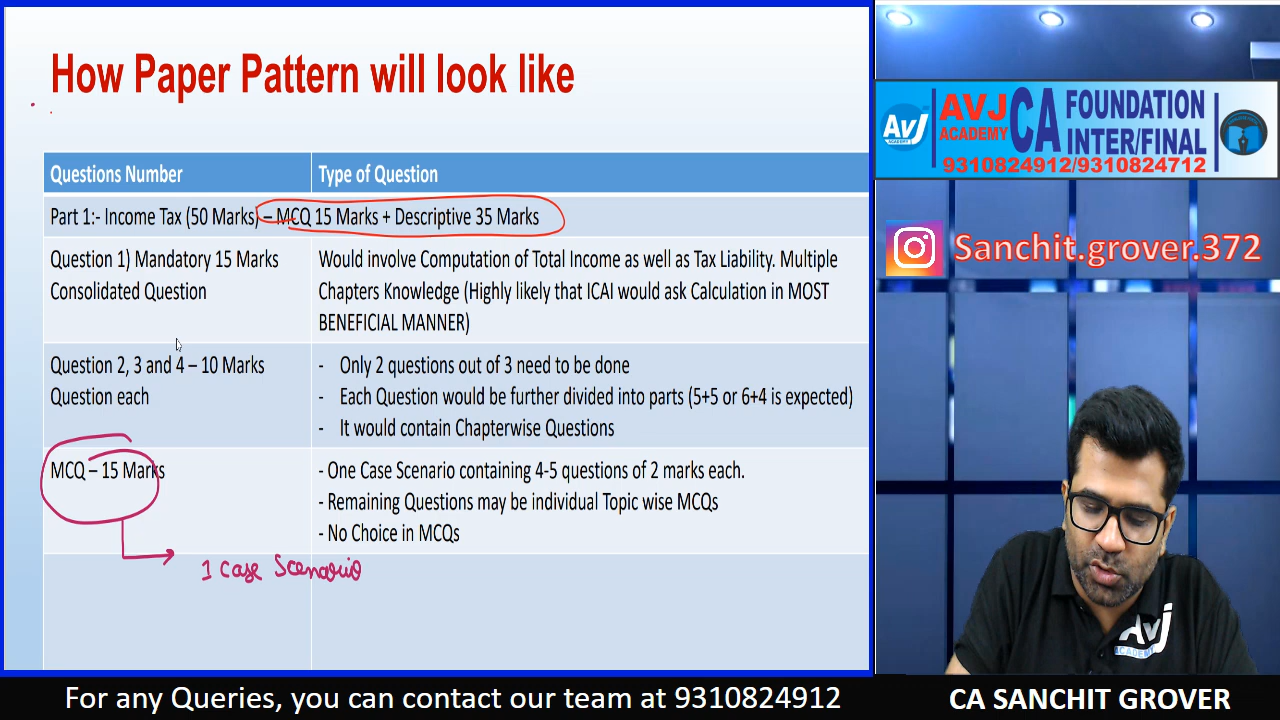 How Paper Pattern will look like
Questions Number
Type of Question
Part 1:- Income Tax (50 Marks) – MCQ 15 Marks + Descriptive 35 Marks
Question 1) Mandatory 15 Marks
Consolidated Question
Would involve Computation of Total Income as well as Tax Liability. Multiple
Chapters Knowledge (Highly likely that ICAI would ask Calculation in MOST
BENEFICIAL MANNER)
Question 2, 3 and 4 – 10 Marks
Question each
- Only 2 questions out of 3 need to be done
- Each Question would be further divided into parts (5+5 or 6+4 is expected)
- It would contain Chapterwise Questions
MCQ – 15 Marks
- One Case Scenario containing 4-5 questions of 2 marks each.
- Remaining Questions may be individual Topic wise MCQs
- No Choice in MCQs
1 Case Scenario
AVJ
ACADEMY
CA
FOUNDATION
INTER/FINAL
9310824912/9310824712
AVJ
ACADEMY
Sanchit.grover.372
AVJ
ACADEMY
For any Queries, you can contact our team at 9310824912
CA SANCHIT GROVER